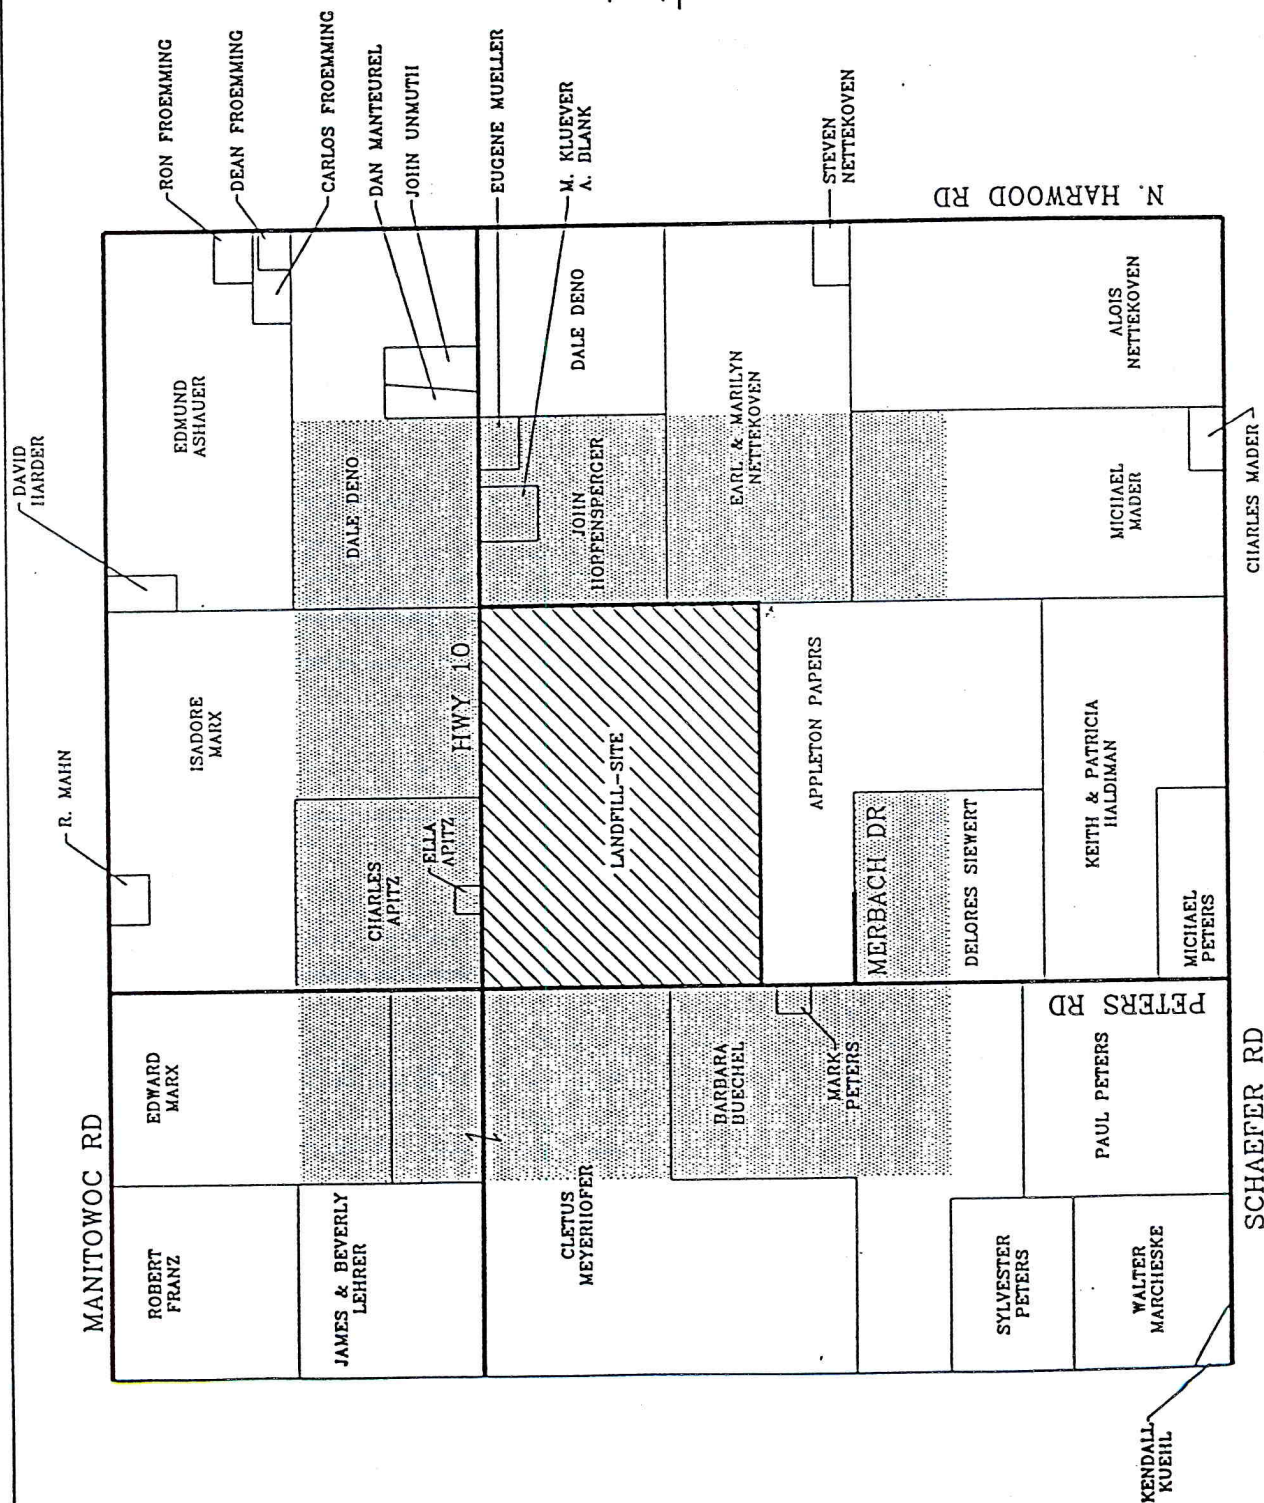 MANITOWOC RD
R. MAHN
DAVID
HARDER
RON FROEMMING
DEAN FROEMMING
CARLOS FROEMMING
ROBERT
FRANZ
EDWARD
MARX
ISADORE
MARX
EDMUND
ASHAUER
DAN MANTEUREL
JOHN UNMUTH
JAMES & BEVERLY
LEHRER
CHARLES
APITZ
ELLA
APITZ
HWY 10
DALE DENO
EUGENE MUELLER
M. KLUEVER
A. BLANK
CLETUS
MEYERHOFER
LANDFILL-SITE
JOHN
HOPFENSPERGER
DALE DENO
BARBARA
BUECHEL
MARK
PETERS
APPLETON PAPERS
EARL & MARILYN
NETTEKOVEN
STEVEN
NETTEKOVEN
MERBACH DR
DELORES SIEWERT
N. HARWOOD RD
SYLVESTER
PETERS
PETERS RD
PAUL PETERS
KEITH & PATRICIA
HALDIMAN
MICHAEL
MADER
ALOIS
NETTEKOVEN
WALTER
MARCHESKE
MICHAEL
PETERS
KENDALL
KUEHL
SCHAEFER RD
CHARLES MADER